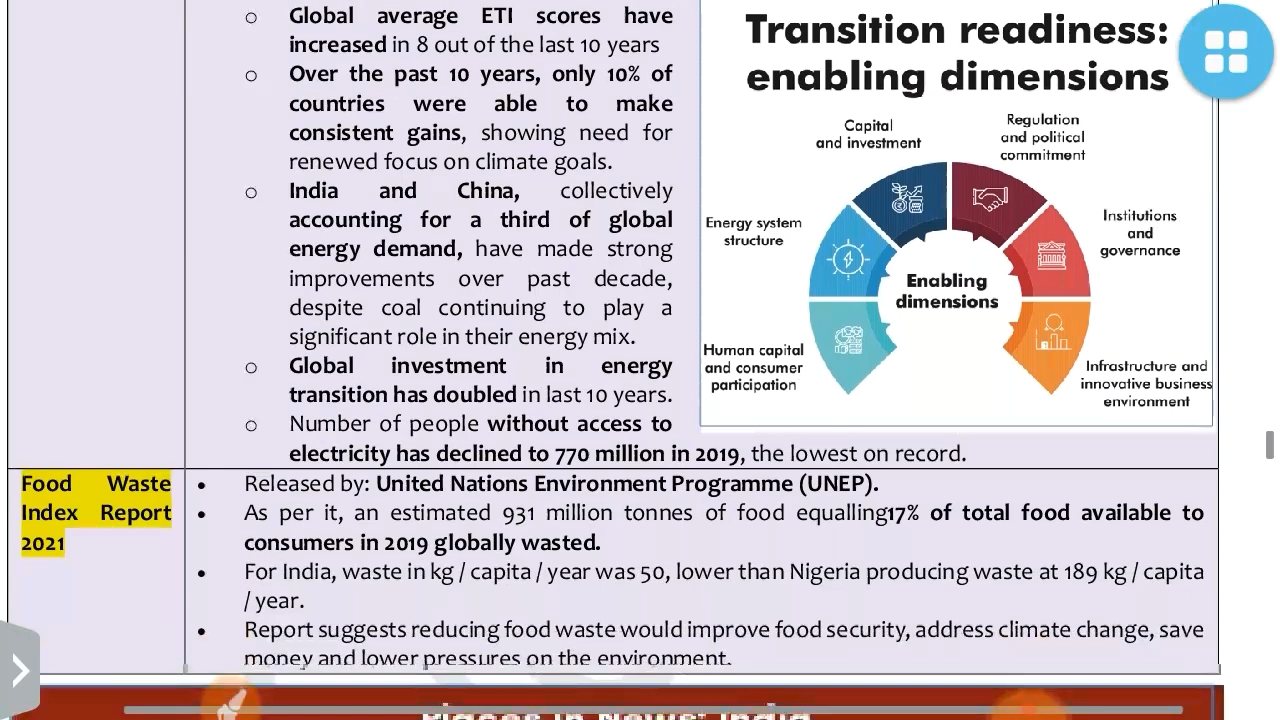 o Global average ETI scores have
increased in 8 out of the last 10 years
o Over the past 10 years, only 10% of
countries were able to make
consistent gains, showing need for
renewed focus on climate goals.
o India and China, collectively
accounting for a third of global
energy demand, have made strong
improvements over past decade,
despite coal continuing to play a
significant role in their energy mix.
o Global investment in energy
transition has doubled in last 10 years.
o Number of people without access to
electricity has declined to 770 million in 2019, the lowest on record.
Transition readiness:
enabling dimensions
Capital
and investment
Regulation
and political
commitment
Energy system
structure
Institutions
and
governance
Enabling
dimensions
Human capital
and consumer
participation
Infrastructure and
innovative business
environment
Food Waste
Index Report
2021
• Released by: United Nations Environment Programme (UNEP).
• As per it, an estimated 931 million tonnes of food equalling17% of total food available to
consumers in 2019 globally wasted.
• For India, waste in kg / capita / year was 50, lower than Nigeria producing waste at 189 kg / capita
/ year.
• Report suggests reducing food waste would improve food security, address climate change, save
money and lower pressures on the environment.
Places in News: India